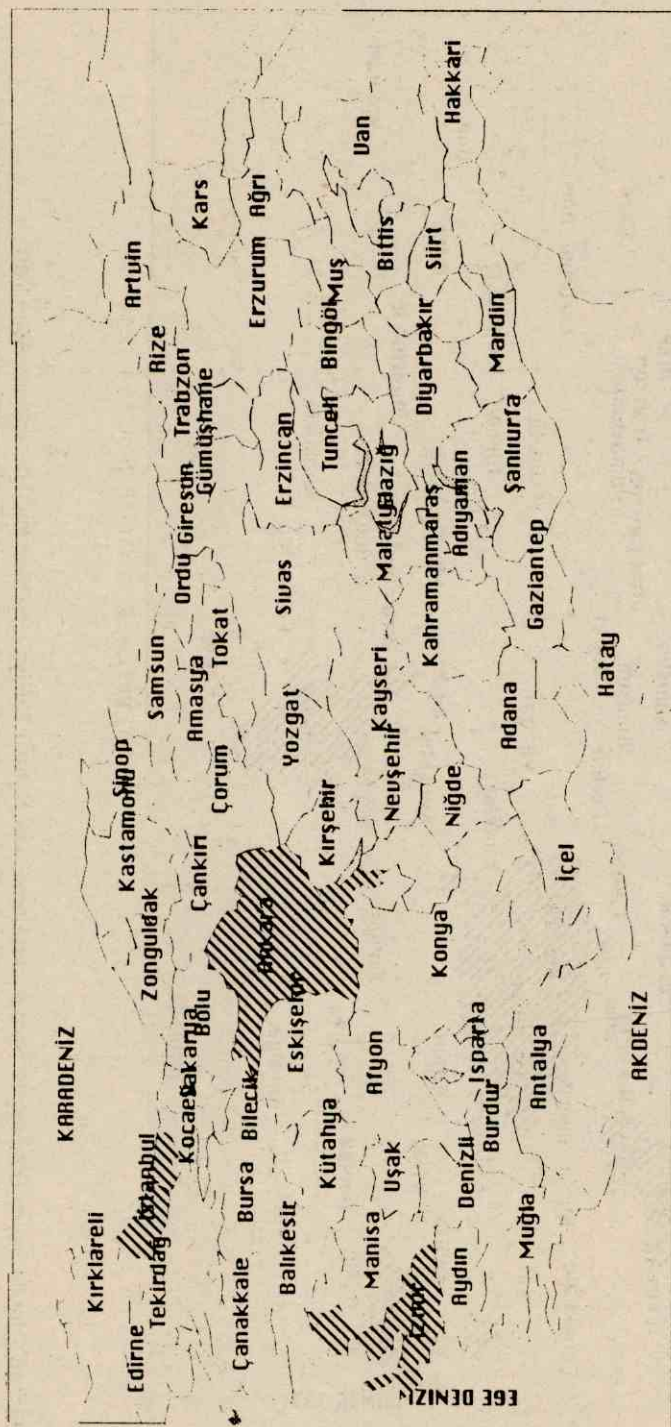 KARADENİZ
Kırklareli
Edirne
Tekirdağ
İstanbul
Kocaeli
Sakarya
Bolu
Zonguldak
Kastamonu
Sinop
Çankırı
Çorum
Samsun
Amasya
Tokat
Ordu
Giresun
Gümüşhane
Trabzon
Rize
Artvin
Kars
Çanakkale
Bursa
Bilecik
Balıkesir
Kütahya
Eskişehir
Ankara
Kırşehir
Yozgat
Sivas
Erzincan
Erzurum
Ağrı
Tunceli
Bingöl
Muş
Van
Manisa
Uşak
Afyon
Nevşehir
Kayseri
Malatya
Elazığ
Diyarbakır
Bitlis
Siirt
Hakkari
EGE DENIZI
İzmir
Aydın
Denizli
Burdur
Isparta
Konya
Niğde
Kahramanmaraş
Adıyaman
Şanlıurfa
Mardin
Muğla
Antalya
İçel
Adana
Gaziantep
Hatay
AKDENİZ